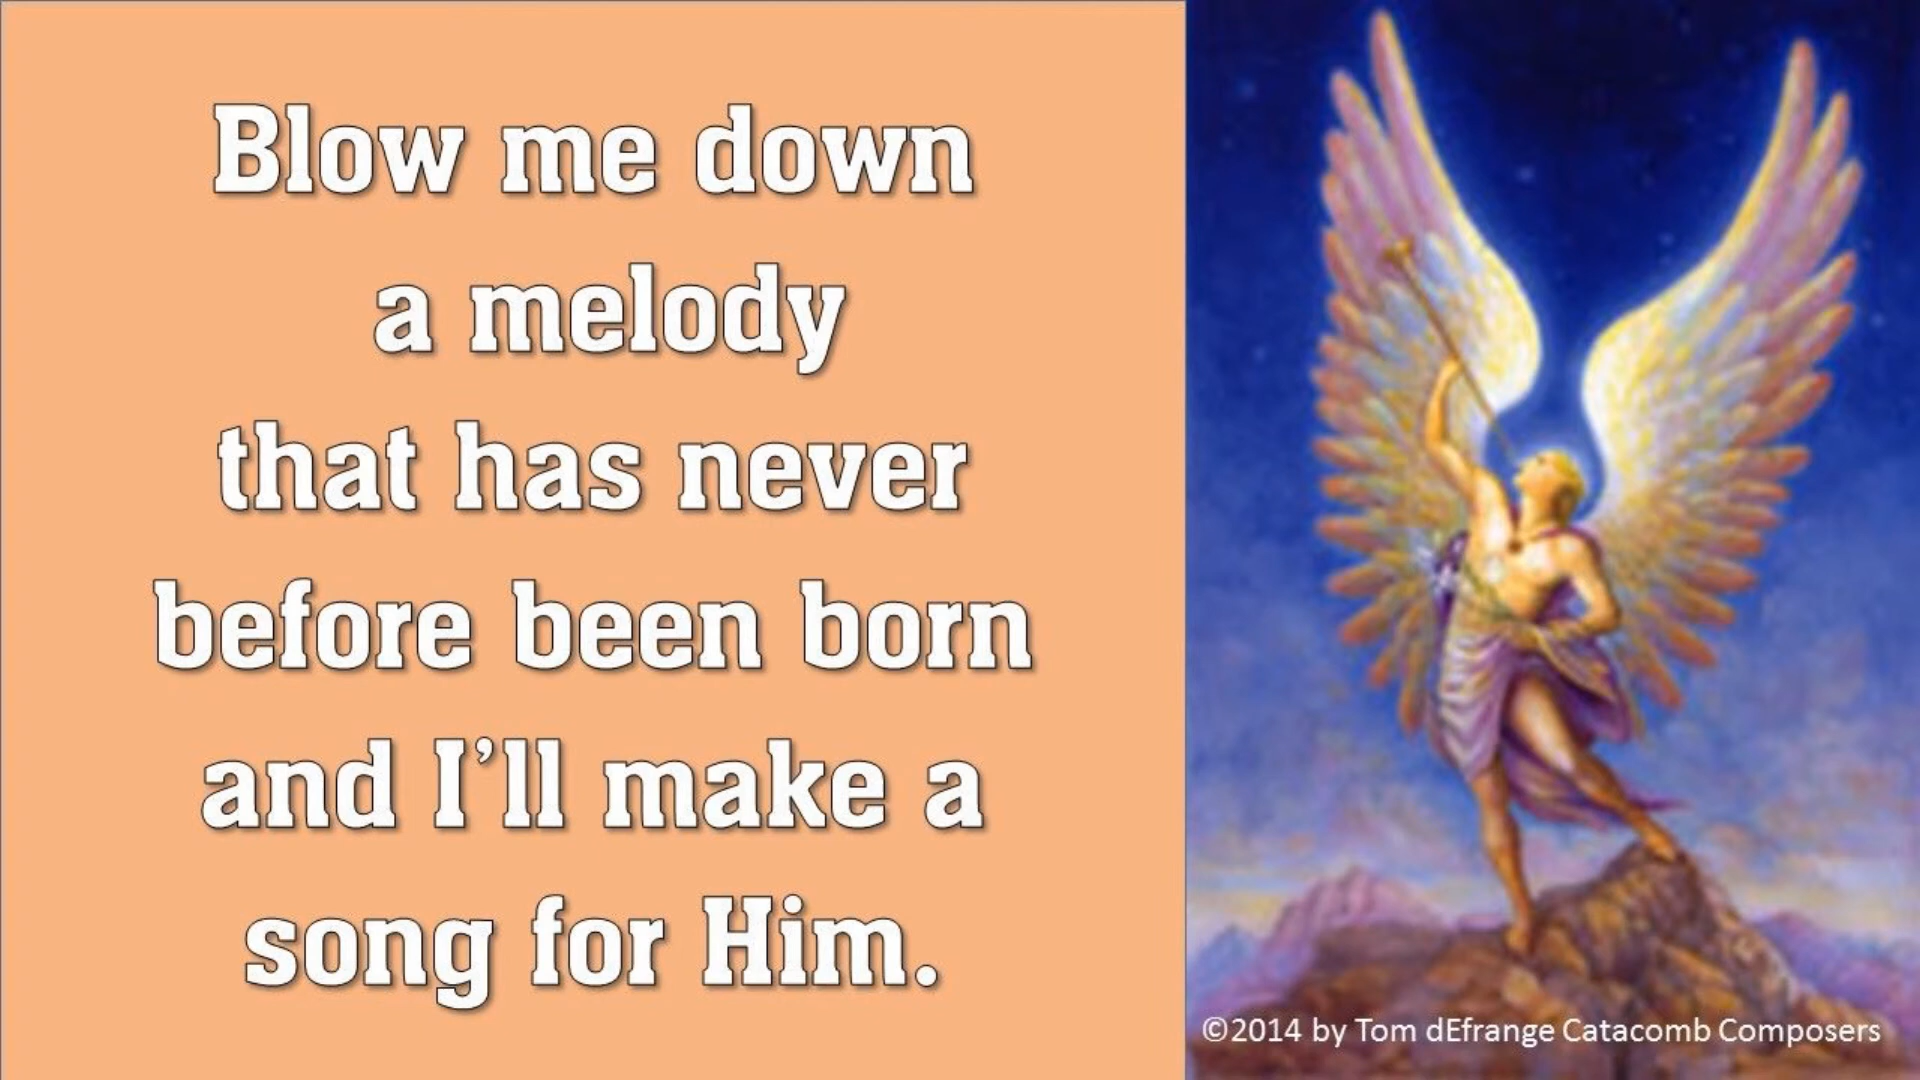 Blow me down
a melody
that has never
before been born
and I’ll make a
song for Him.
©2014 by Tom dEfrange Catacomb Composers